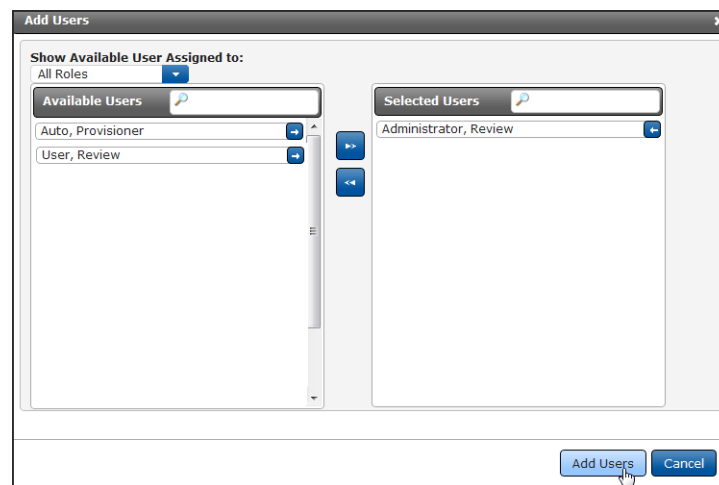 Add Users
Show Available User Assigned to:
All Roles
Available Users
Selected Users
Auto, Provisioner
Administrator, Review
User, Review
Add Users
Cancel